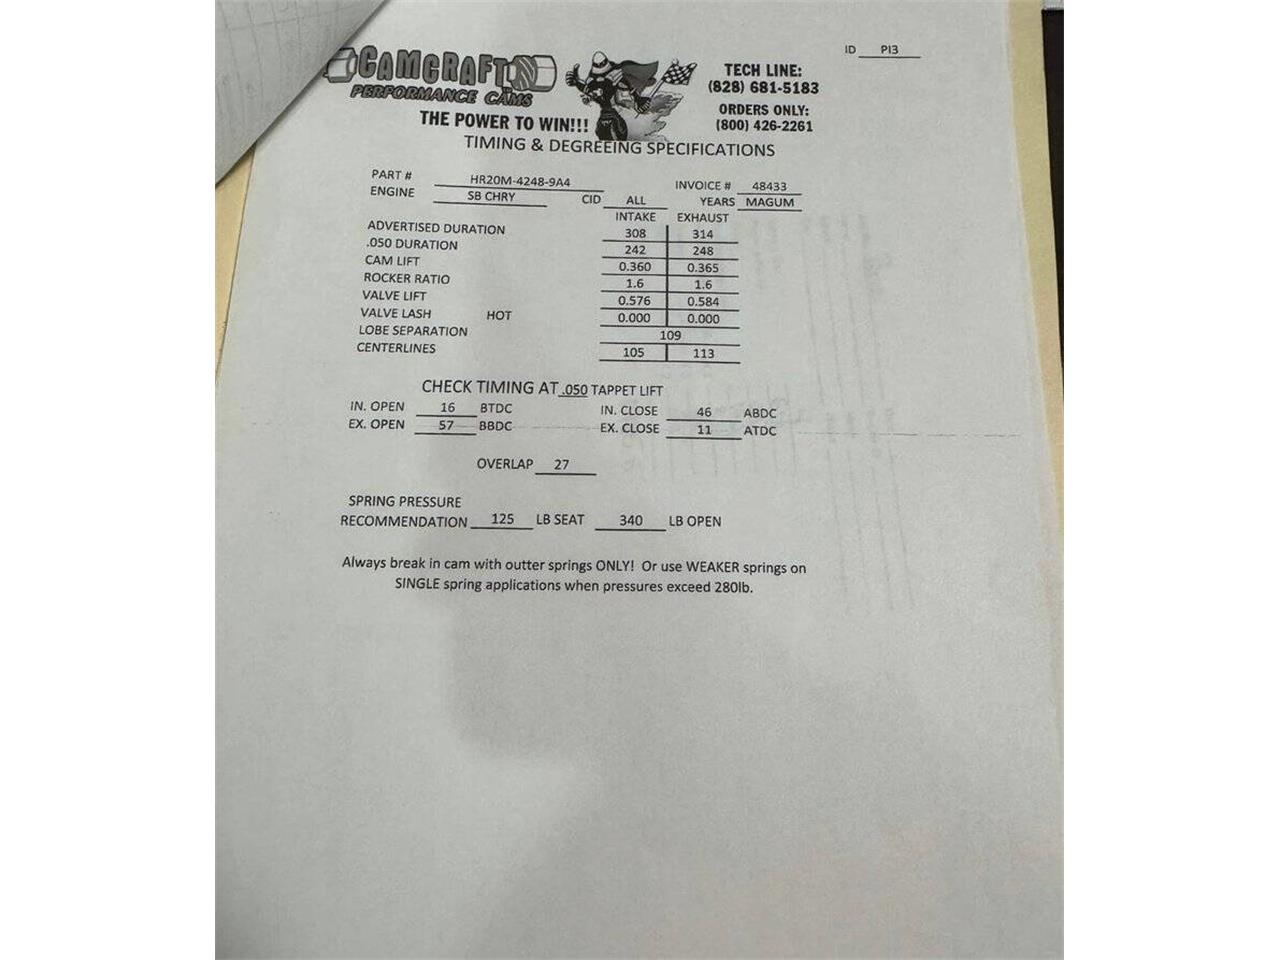 ID PI3
CAMCRAFT
PERFORMANCE CAMS
THE POWER TO WIN!!!
TECH LINE:
(828) 681-5183
ORDERS ONLY:
(800) 426-2261
TIMING & DEGREEING SPECIFICATIONS
PART # HR20M-4248-9A4 INVOICE # 48433
ENGINE SB CHRY CID ALL YEARS MAGUM
INTAKE EXHAUST
ADVERTISED DURATION 308 314
.050 DURATION 242 248
CAM LIFT 0.360 0.365
ROCKER RATIO 1.6 1.6
VALVE LIFT 0.576 0.584
VALVE LASH HOT 0.000 0.000
LOBE SEPARATION 109
CENTERLINES 105 113
CHECK TIMING AT .050 TAPPET LIFT
IN. OPEN 16 BTDC IN. CLOSE 46 ABDC
EX. OPEN 57 BBDC EX. CLOSE 11 ATDC
OVERLAP 27
SPRING PRESSURE
RECOMMENDATION 125 LB SEAT 340 LB OPEN
Always break in cam with outter springs ONLY! Or use WEAKER springs on
SINGLE spring applications when pressures exceed 280lb.